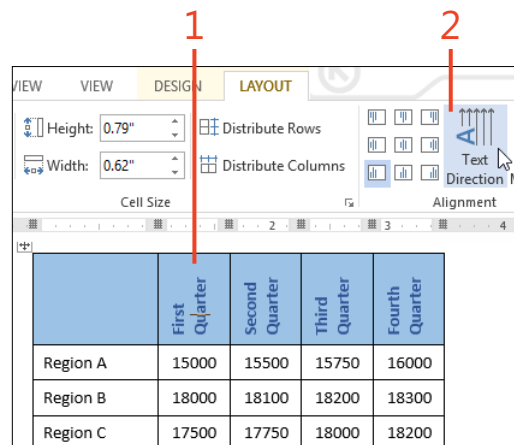 1 2
VIEW VIEW DESIGN LAYOUT
Height: 0.79" Distribute Rows
Width: 0.62" Distribute Columns
A
Text
Direction
Cell Size Alignment
2 3 4
First Quarter Second Quarter Third Quarter Fourth Quarter
Region A 15000 15500 15750 16000
Region B 18000 18100 18200 18300
Region C 17500 17750 18000 18200